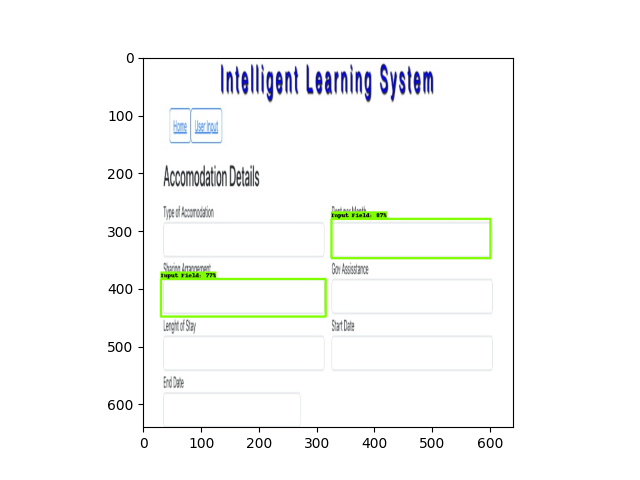 Intelligent Learning System
Home User Input
Accomodation Details
Type of Accomodation Rent per Month
Input Field: 87%
Sharing Arrangement Gov Assisstance
Input Field: 77%
Lenght of Stay Start Date
End Date
0
100
200
300
400
500
600
0 100 200 300 400 500 600